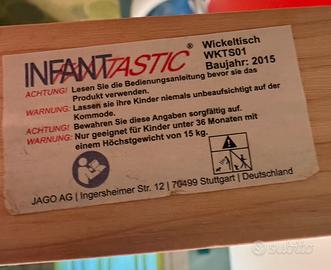 INFANTASTIC®
Wickeltisch
WKTS01
Baujahr: 2015
ACHTUNG! Lesen Sie die Bedienungsanleitung bevor sie das
Produkt verwenden.
WARNUNG: Lassen sie ihre Kinder niemals unbeaufsichtigt auf der
Kommode.
ACHTUNG! Bewahren Sie diese Angaben sorgfältig auf.
WARNUNG: Nur geeignet für Kinder unter 36 Monaten mit
einem Höchstgewicht von 15 kg.
JAGO AG | Ingersheimer Str. 12 | 70499 Stuttgart | Deutschland
subito